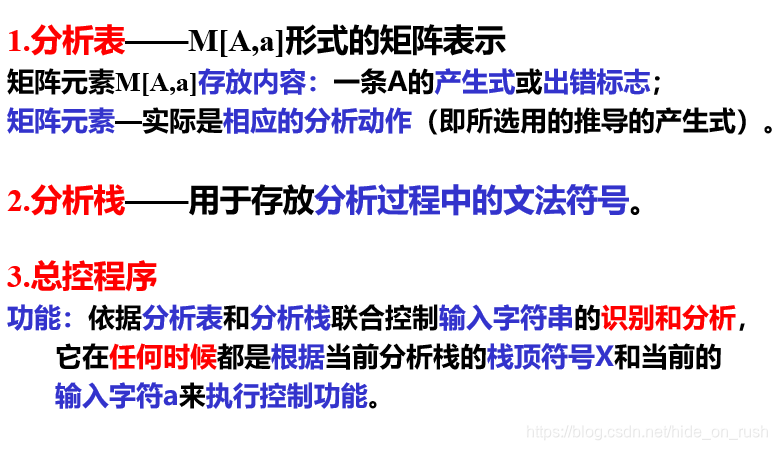 1.分析表——M[A,a]形式的矩阵表示
矩阵元素M[A,a]存放内容：一条A的产生式或出错标志；
矩阵元素—实际是相应的分析动作（即所选用的推导的产生式）。
2.分析栈——用于存放分析过程中的文法符号。
3.总控程序
功能：依据分析表和分析栈联合控制输入字符串的识别和分析，
它在任何时候都是根据当前分析栈的栈顶符号X和当前的
输入字符a来执行控制功能。
https://blog.csdn.net/hide_on_rush